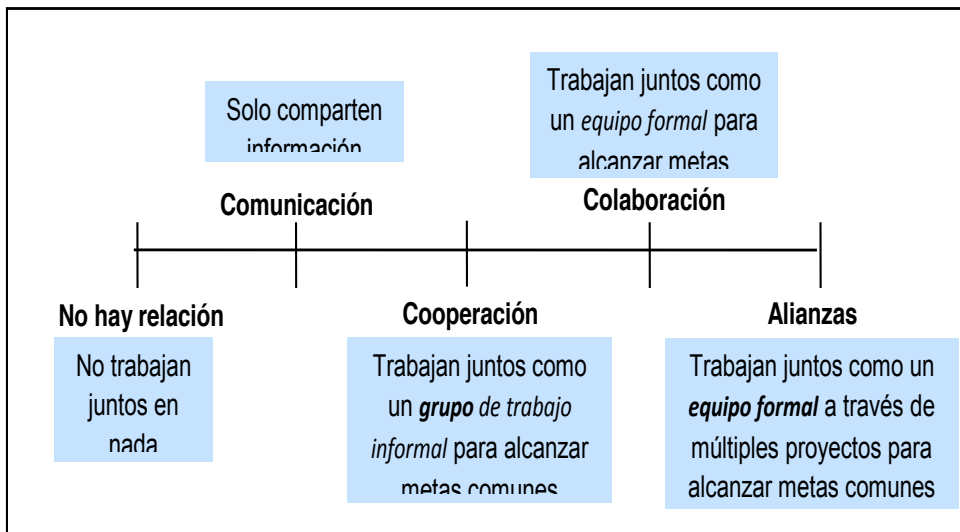 Solo comparten
información
Trabajan juntos como
un equipo formal para
alcanzar metas
Comunicación
Colaboración
No hay relación
No trabajan
juntos en
nada
Cooperación
Trabajan juntos como
un grupo de trabajo
informal para alcanzar
metas comunes
Alianzas
Trabajan juntos como un
equipo formal a través de
múltiples proyectos para
alcanzar metas comunes